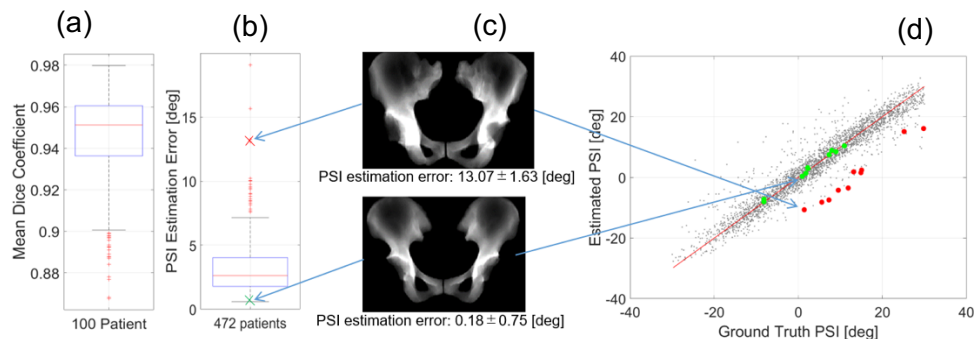 (a)
(b)
(c)
(d)
Mean Dice Coefficient
0.98
0.96
0.94
0.92
0.9
0.88
100 Patient
PSI Estimation Error [deg]
15
10
5
0
472 patients
PSI estimation error: 13.07±1.63 [deg]
PSI estimation error: 0.18±0.75 [deg]
Estimated PSI [deg]
40
20
0
-20
-40
-40
-20
0
20
40
Ground Truth PSI [deg]